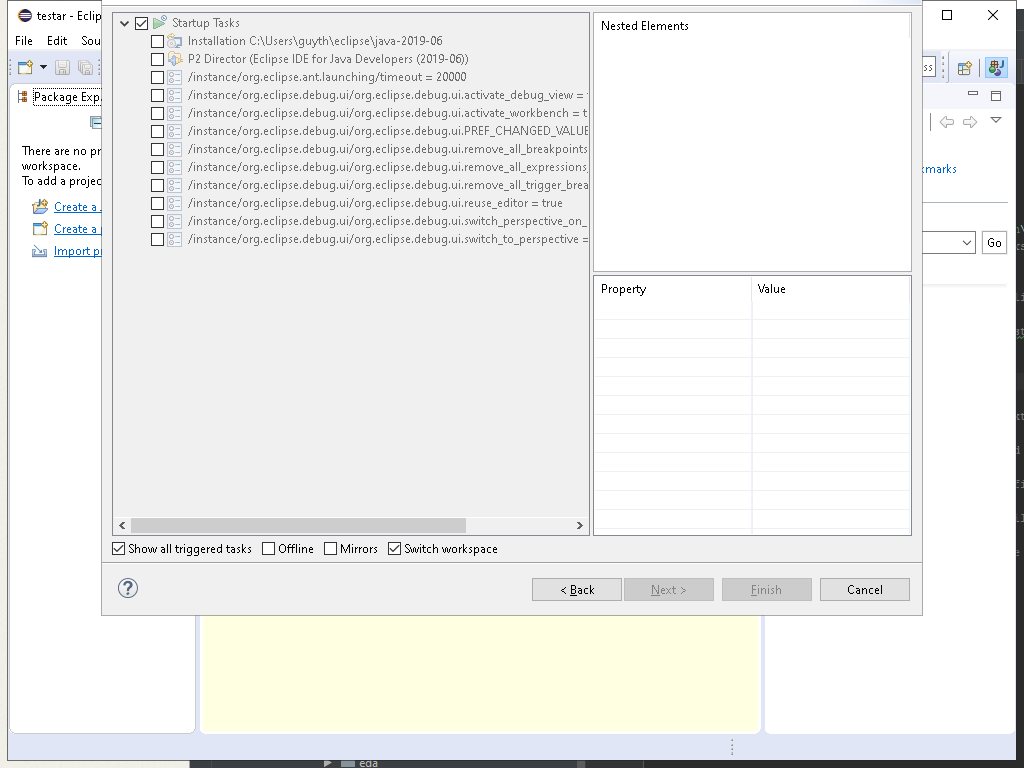 testar - Eclip
File Edit Sou
Package Exp
There are no pr
workspace.
To add a projec
Create a
Create a
Import pr
Startup Tasks
Installation C:\Users\guyth\eclipse\java-2019-06
P2 Director (Eclipse IDE for Java Developers (2019-06))
/instance/org.eclipse.ant.launching/timeout = 20000
/instance/org.eclipse.debug.ui/org.eclipse.debug.ui.activate_debug_view =
/instance/org.eclipse.debug.ui/org.eclipse.debug.ui.activate_workbench = t
/instance/org.eclipse.debug.ui/org.eclipse.debug.ui.PREF_CHANGED_VALUE
/instance/org.eclipse.debug.ui/org.eclipse.debug.ui.remove_all_breakpoints
/instance/org.eclipse.debug.ui/org.eclipse.debug.ui.remove_all_expressions
/instance/org.eclipse.debug.ui/org.eclipse.debug.ui.remove_all_trigger_brea
/instance/org.eclipse.debug.ui/org.eclipse.debug.ui.reuse_editor = true
/instance/org.eclipse.debug.ui/org.eclipse.debug.ui.switch_perspective_on_
/instance/org.eclipse.debug.ui/org.eclipse.debug.ui.switch_to_perspective =
Nested Elements
Property Value
Show all triggered tasks Offline Mirrors Switch workspace
? < Back Next > Finish Cancel
ss
kmarks
Go
eda